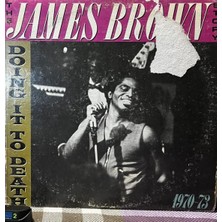 JAMES BROWN
DOING IT TO DEATH
1970-73